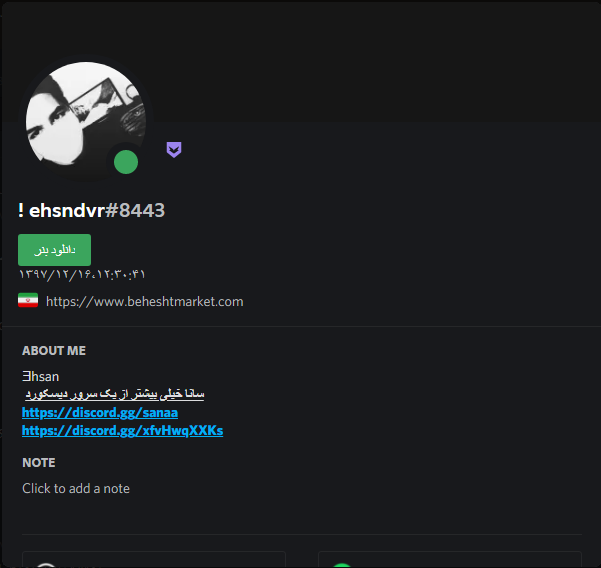 ! ehsndvr#8443
دانلود بنر
۱۳۹۷/۱۲/۱۶،‏ ۱۲:۳۰:۴۱
https://www.beheshtmarket.com
ABOUT ME
Ǝhsan
سانا خیلی بیشتر از یک سرور دیسکورد
https://discord.gg/sanaa
https://discord.gg/xfvHwqXXKs
NOTE
Click to add a note